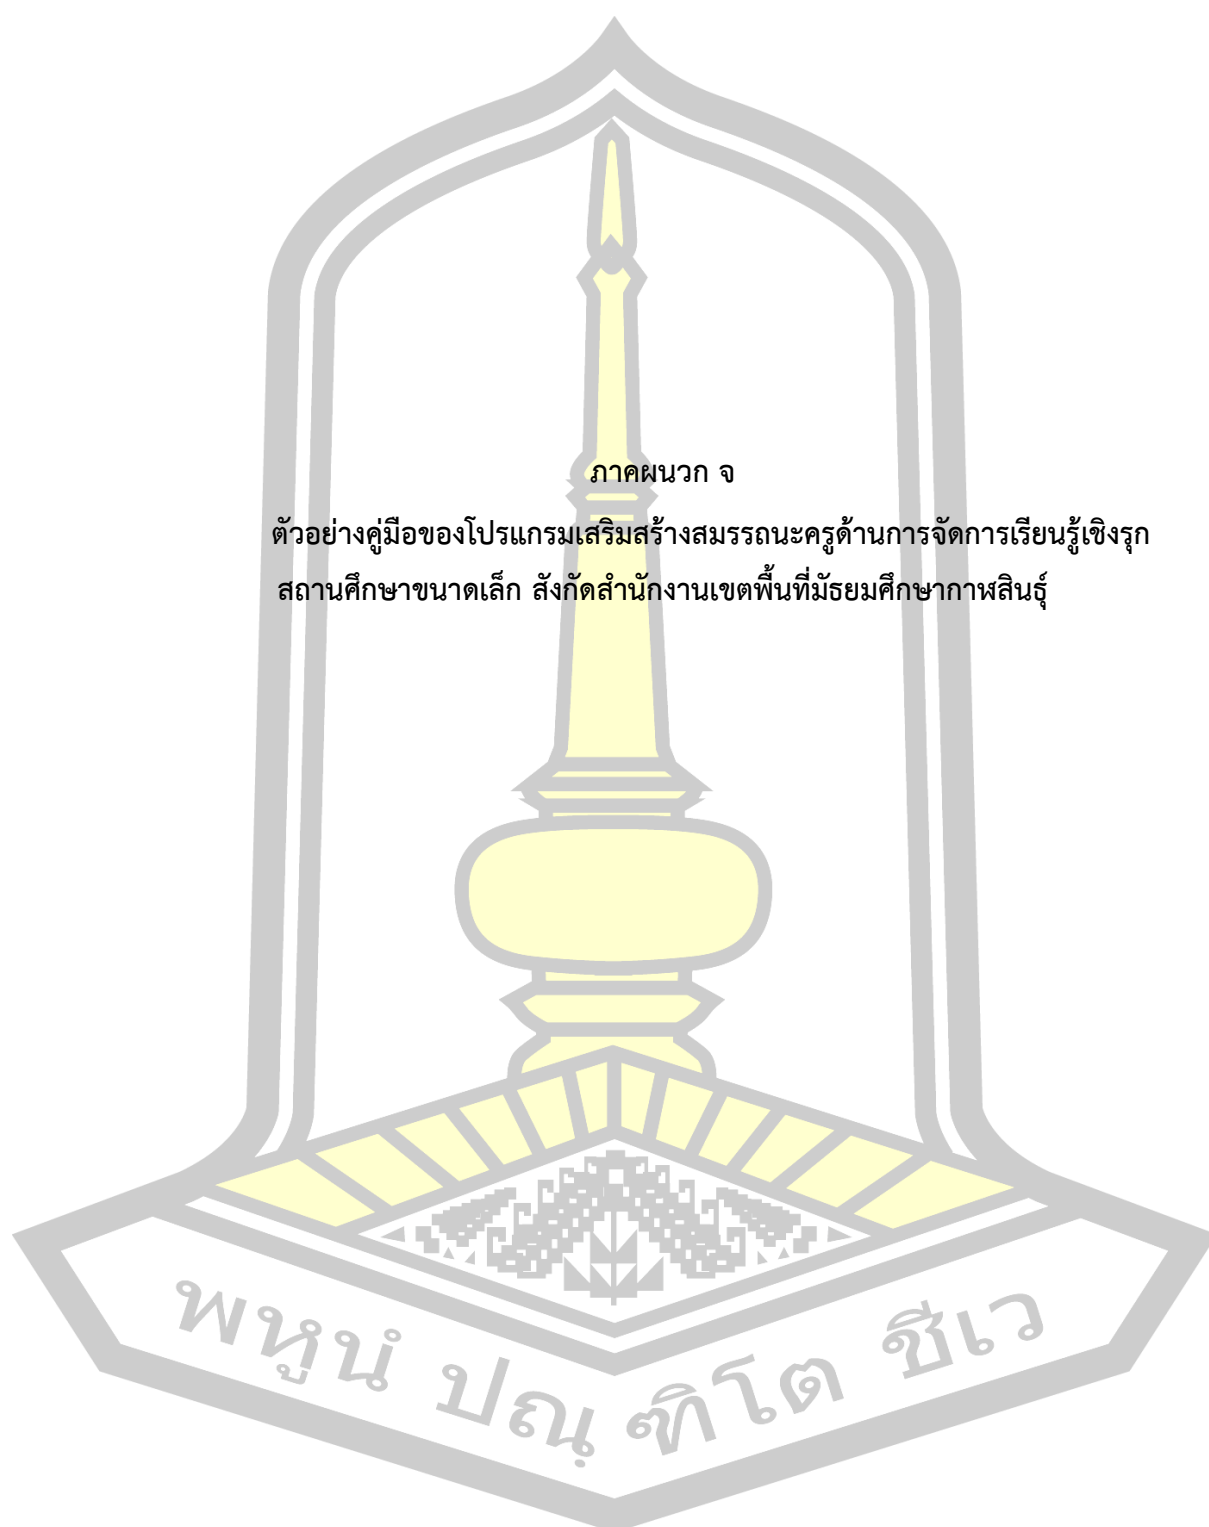 ภาคผนวก จ
ตัวอย่างคู่มือของโปรแกรมเสริมสร้างสมรรถนะครูด้านการจัดการเรียนรู้เชิงรุก
สถานศึกษาขนาดเล็ก สังกัดสำนักงานเขตพื้นที่มัธยมศึกษากาฬสินธุ์
พหูนํ ปณฺฑิโต ชีเว